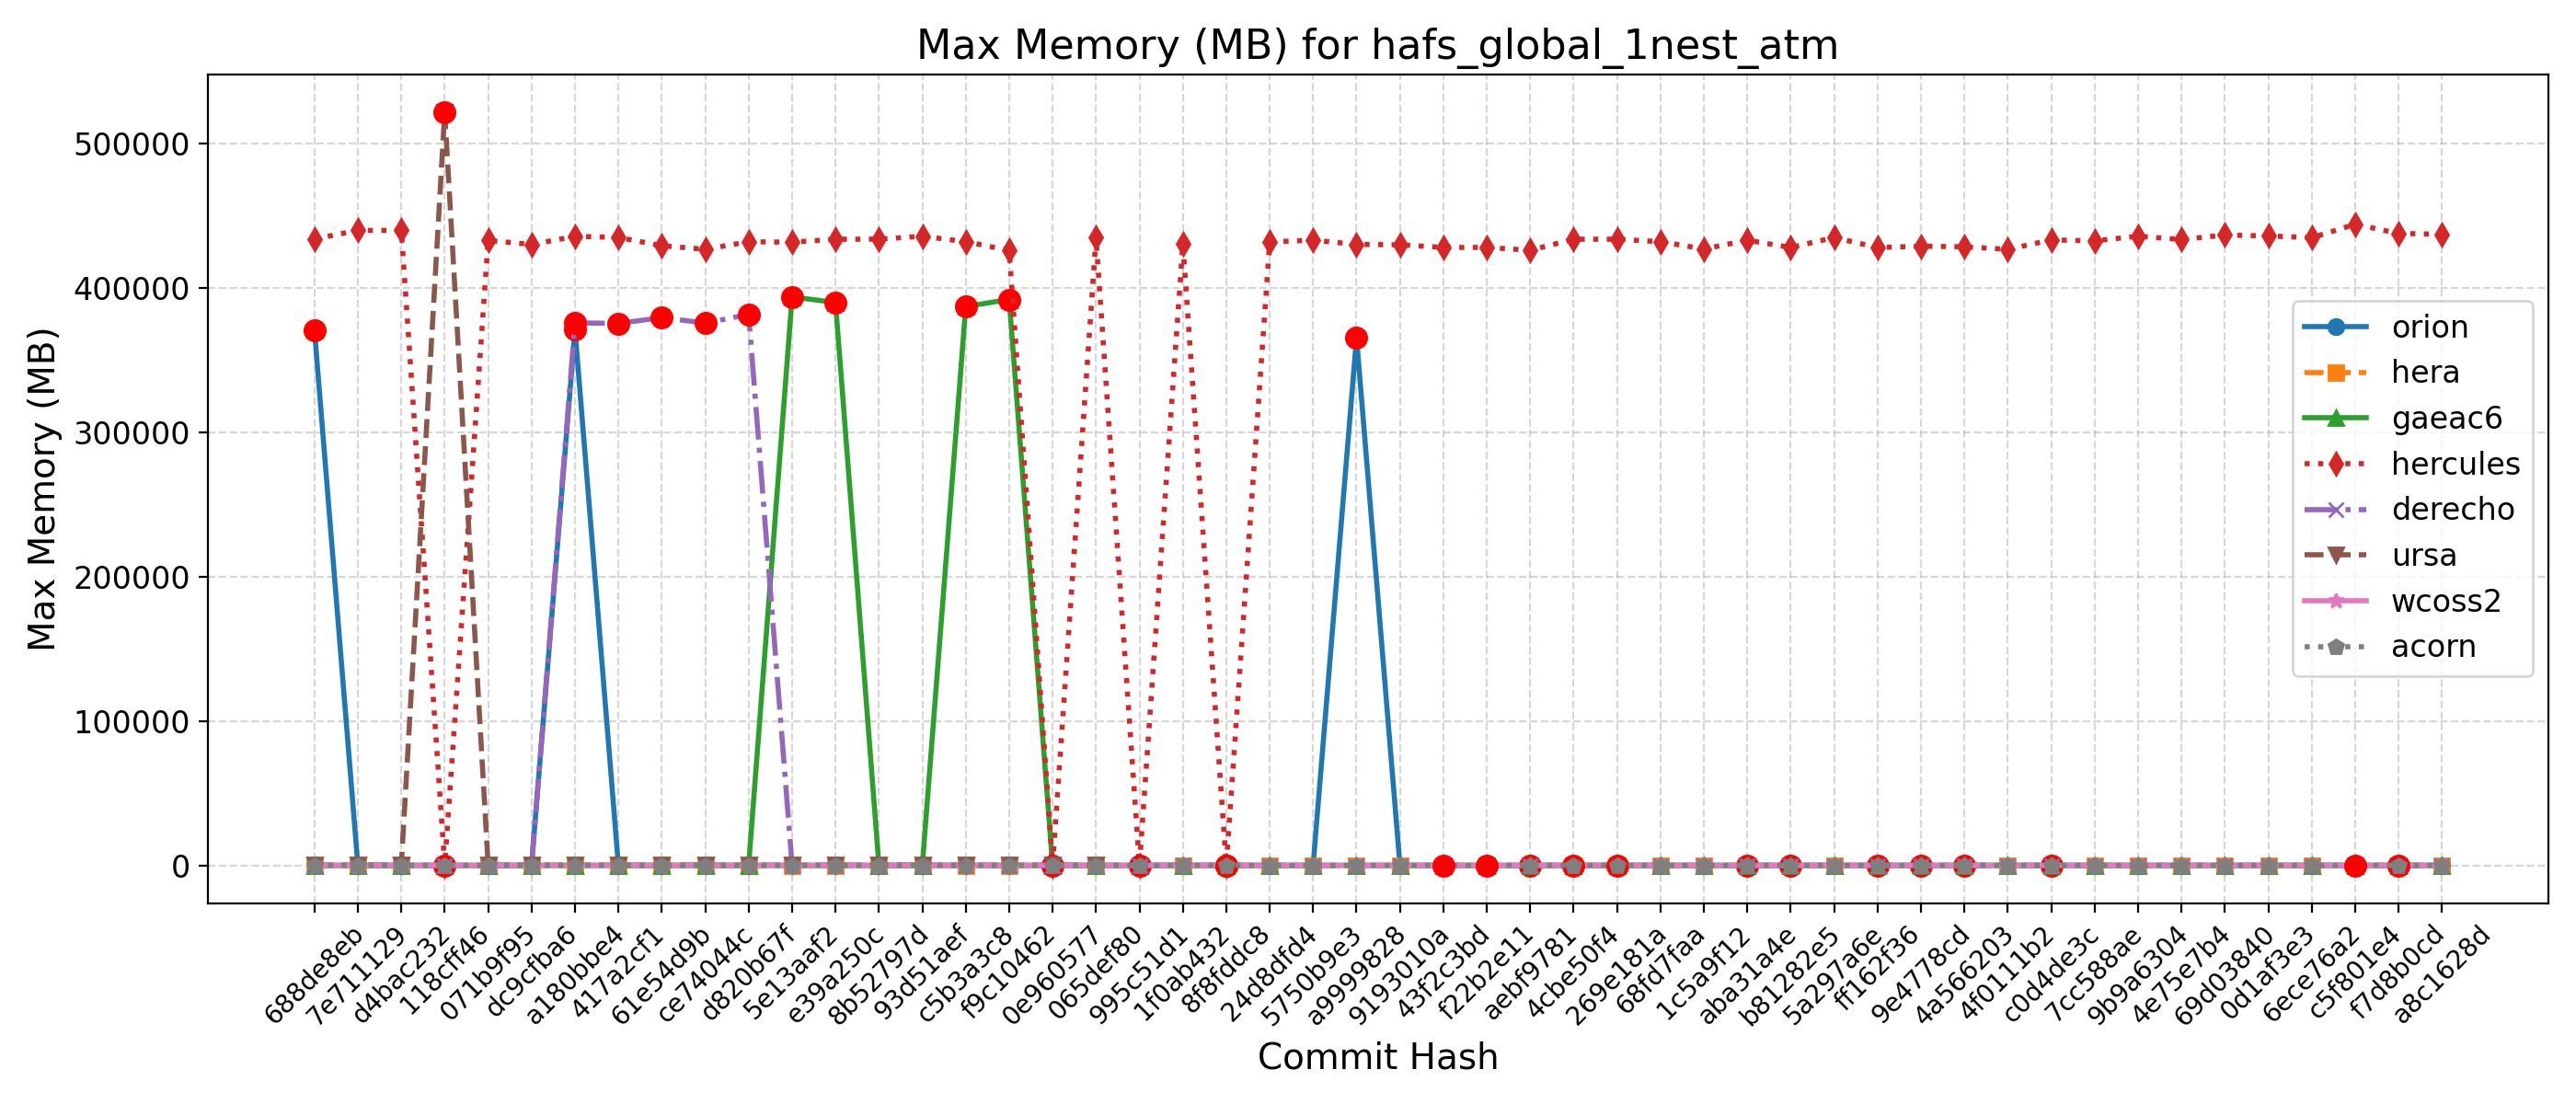 Max Memory (MB) for hafs_global_1nest_atm
Max Memory (MB)
500000
400000
300000
200000
100000
0
orion
hera
gaeac6
hercules
derecho
ursa
wcoss2
acorn
688de8eb
7e711129
d4bac232
118cff46
071b9f95
dc9cfba6
a180bbe4
417a2cf1
61e54d9b
ce74044c
d820b67f
5e13aaf2
e39a250c
8b52797d
93d51aef
c5b3a3c8
f9c10462
0e960577
065def80
995c51d1
1f0ab432
8f8fddc8
24d8dfd4
5750b9e3
a9999828
9193010a
43f2c3bd
f22b2e11
aebf9781
4cbe50f4
269e181a
68fd7faa
1c5a9f12
aba31a4e
b81282e5
5a297a6e
ff162f36
9e4778cd
4a566203
4f0111b2
c0d4de3c
7cc588ae
9b9a6304
4e75e7b4
69d03840
0d1af3e3
6ece76a2
c5f801e4
f7d8b0cd
a8c1628d
Commit Hash